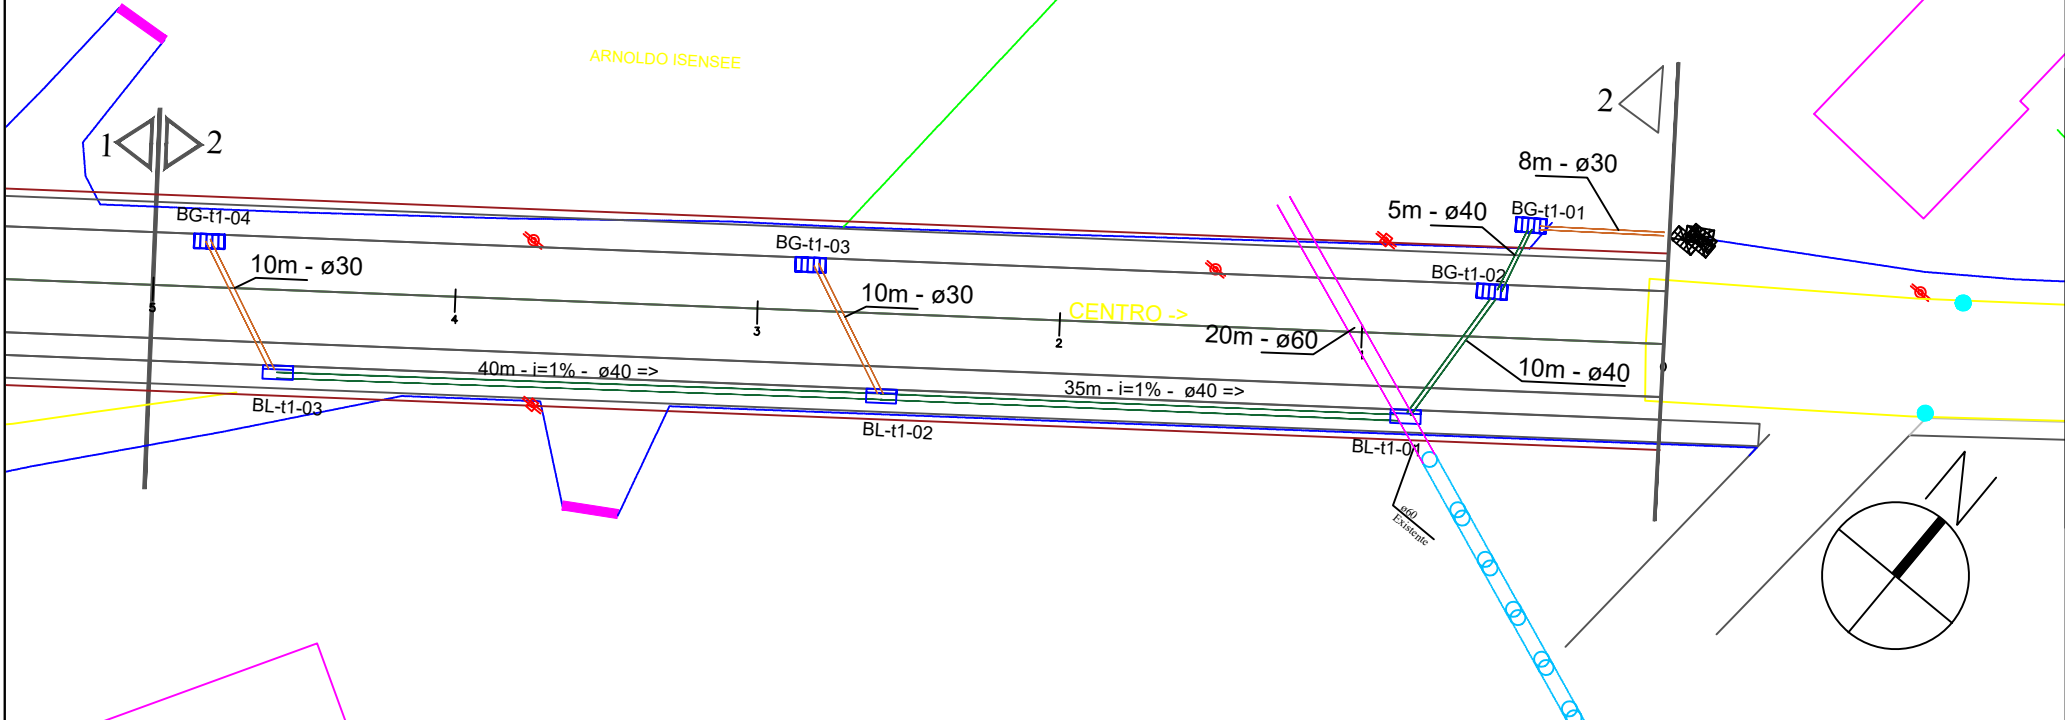 ARNOLDO ISENSEE
1
2
2
8m - ø30
5m - ø40
BG-t1-01
BG-t1-04
BG-t1-03
BG-t1-02
10m - ø30
10m - ø30
CENTRO ->
20m - ø60
10m - ø40
5
4
3
2
1
0
40m - i=1% - ø40 =>
35m - i=1% - ø40 =>
BL-t1-03
BL-t1-02
BL-t1-01
ø60
Existente
N